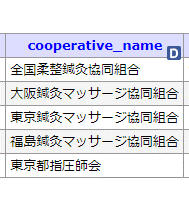 cooperative_name
D
全国柔整鍼灸協同組合
大阪鍼灸マッサージ協同組合
東京鍼灸マッサージ協同組合
福島鍼灸マッサージ協同組合
東京都指圧師会